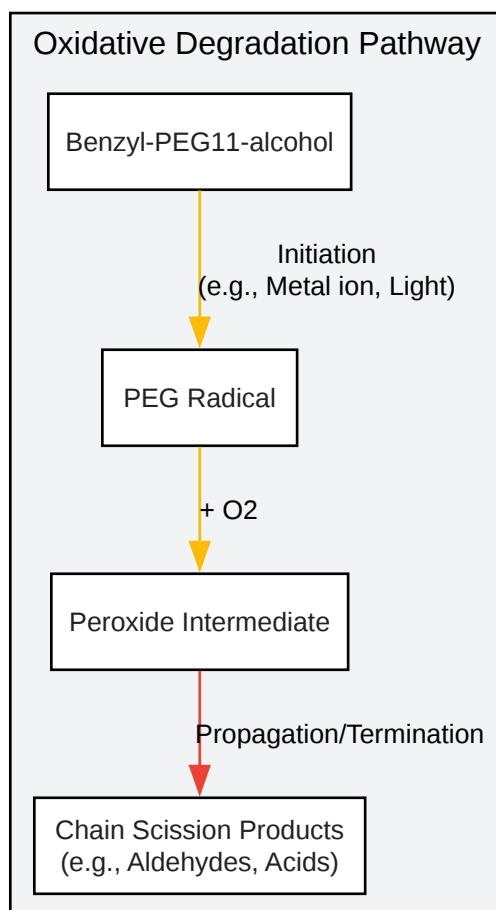 Oxidative Degradation Pathway
Benzyl-PEG11-alcohol
Initiation
(e.g., Metal ion, Light)
PEG Radical
+ O2
Peroxide Intermediate
Propagation/Termination
Chain Scission Products
(e.g., Aldehydes, Acids)